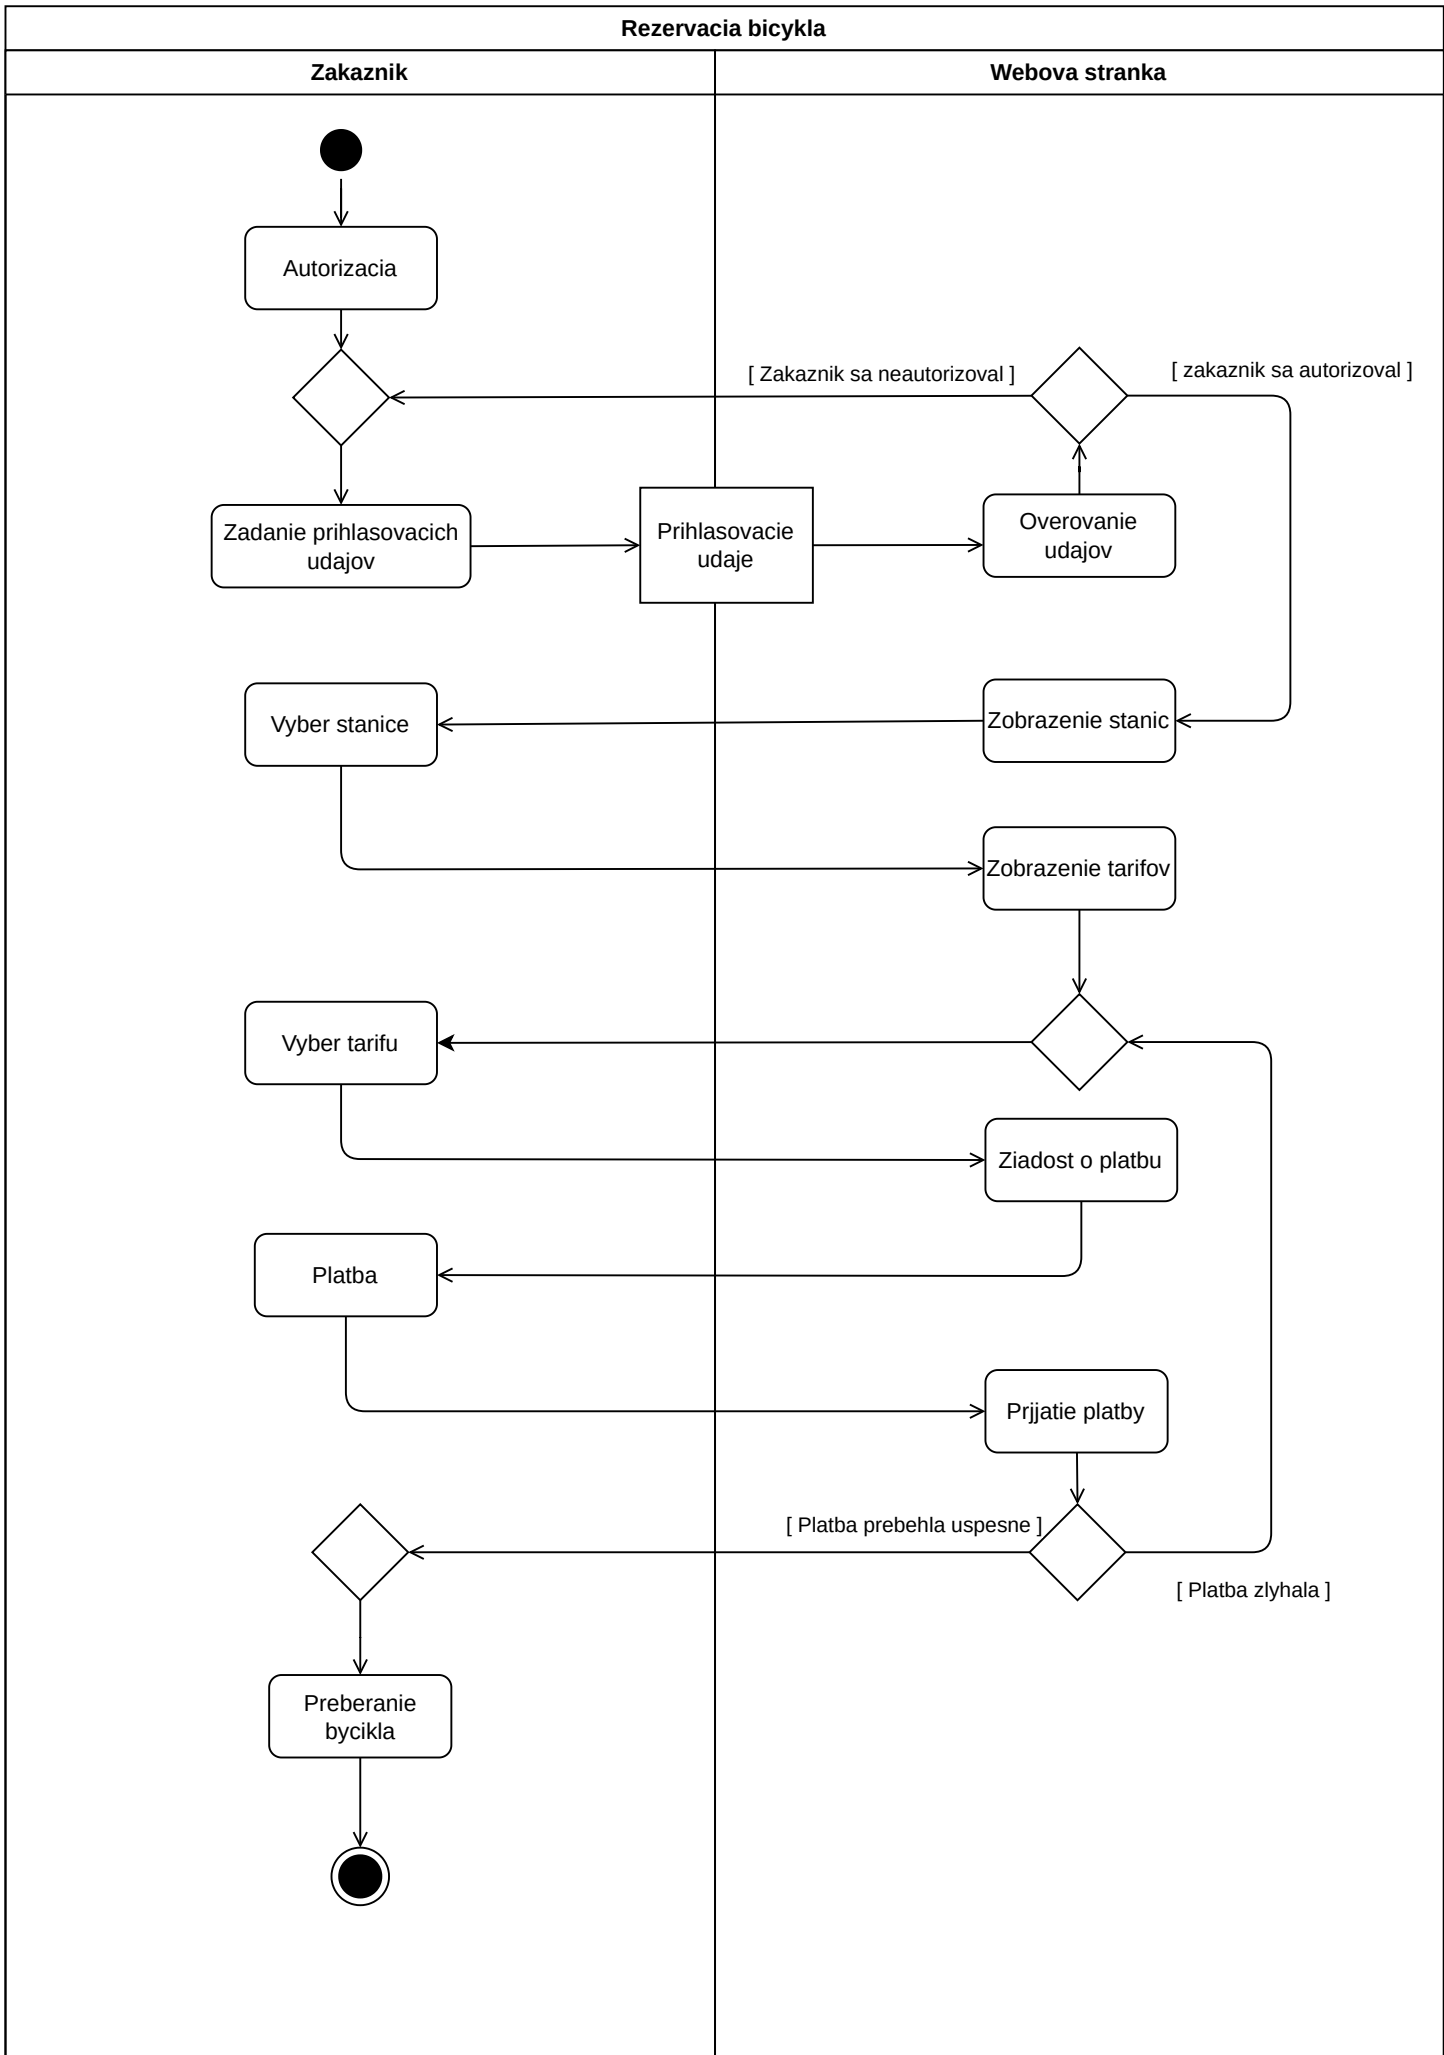 Rezervacia bicykla
Zakaznik
Webova stranka
Autorizacia
[ Zakaznik sa neautorizoval ]
[ zakaznik sa autorizoval ]
Zadanie prihlasovacich
udajov
Prihlasovacie
udaje
Overovanie
udajov
Vyber stanice
Zobrazenie stanic
Zobrazenie tarifov
Vyber tarifu
Ziadost o platbu
Platba
Prjjatie platby
[ Platba prebehla uspesne ]
[ Platba zlyhala ]
Preberanie
bycikla